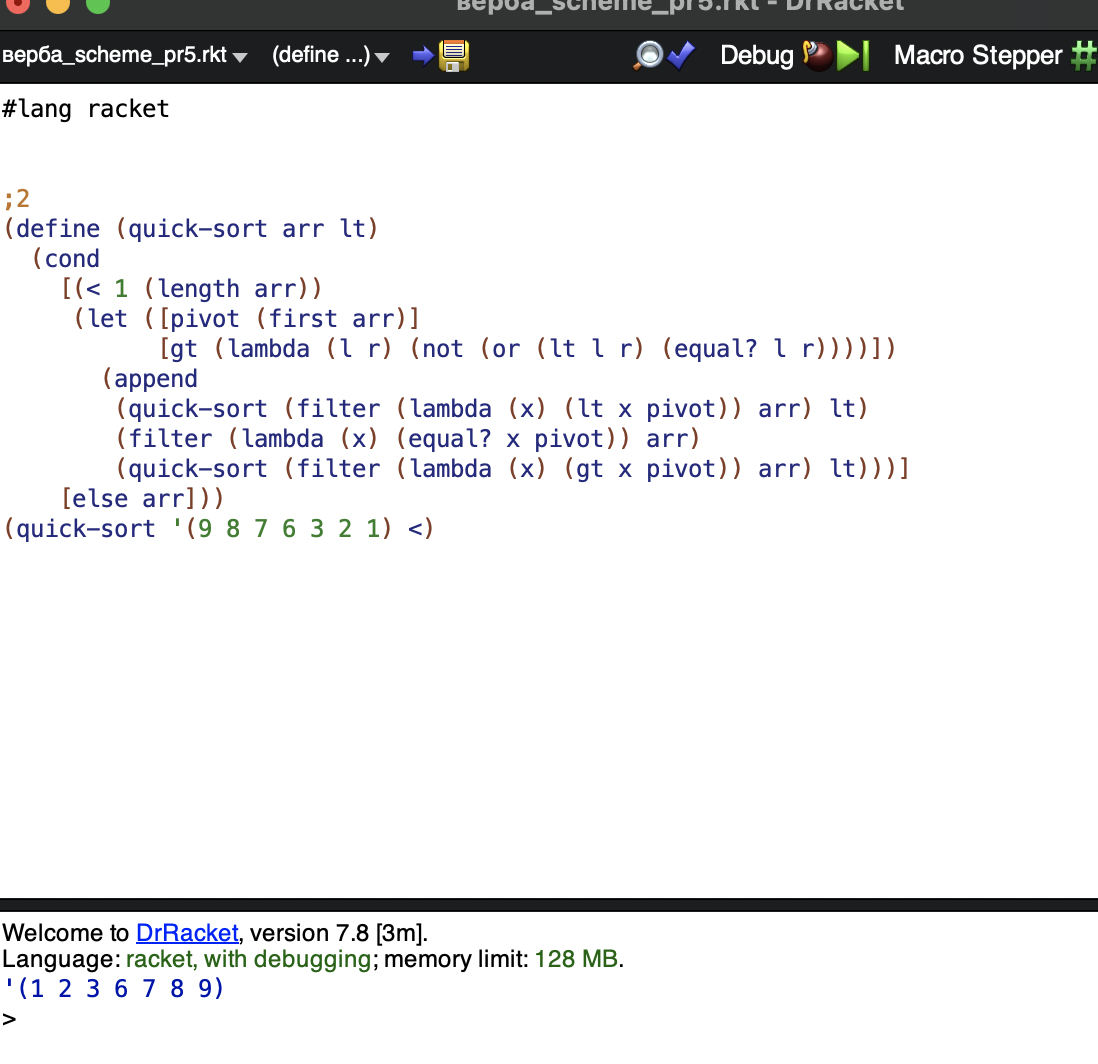 верба_scheme_pr5.rkt - DrRacket
верба_scheme_pr5.rkt (define ...) Debug Macro Stepper
#lang racket
;2
(define (quick-sort arr lt)
(cond
[(< 1 (length arr))
(let ([pivot (first arr)]
[gt (lambda (l r) (not (or (lt l r) (equal? l r))))])
(append
(quick-sort (filter (lambda (x) (lt x pivot)) arr) lt)
(filter (lambda (x) (equal? x pivot)) arr)
(quick-sort (filter (lambda (x) (gt x pivot)) arr) lt)))]
[else arr]))
(quick-sort '(9 8 7 6 3 2 1) <)
Welcome to DrRacket, version 7.8 [3m].
Language: racket, with debugging; memory limit: 128 MB.
'(1 2 3 6 7 8 9)
>